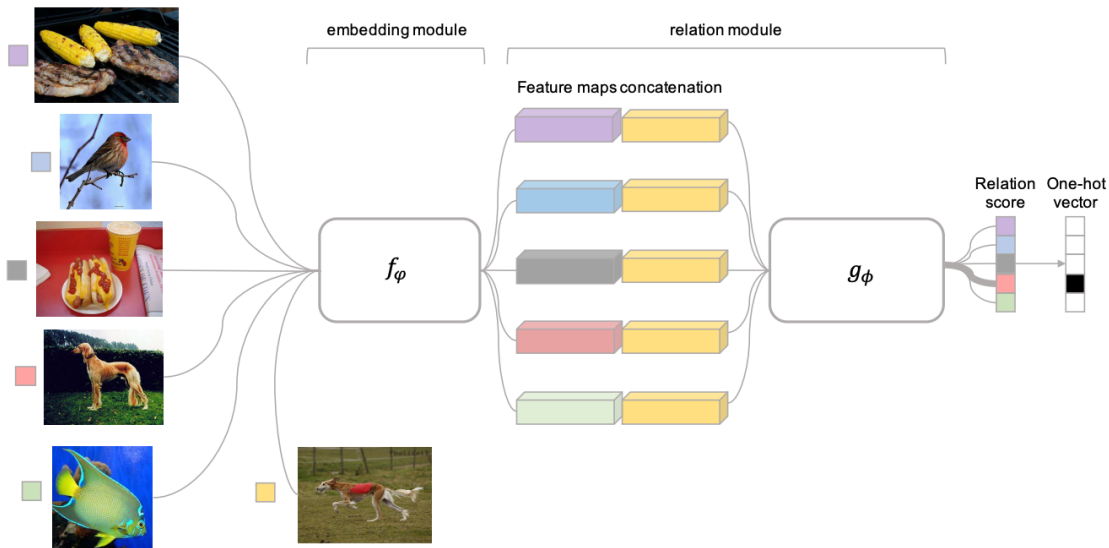 embedding module
relation module
Feature maps concatenation
Relation
score
One-hot
vector
fφ
gϕ